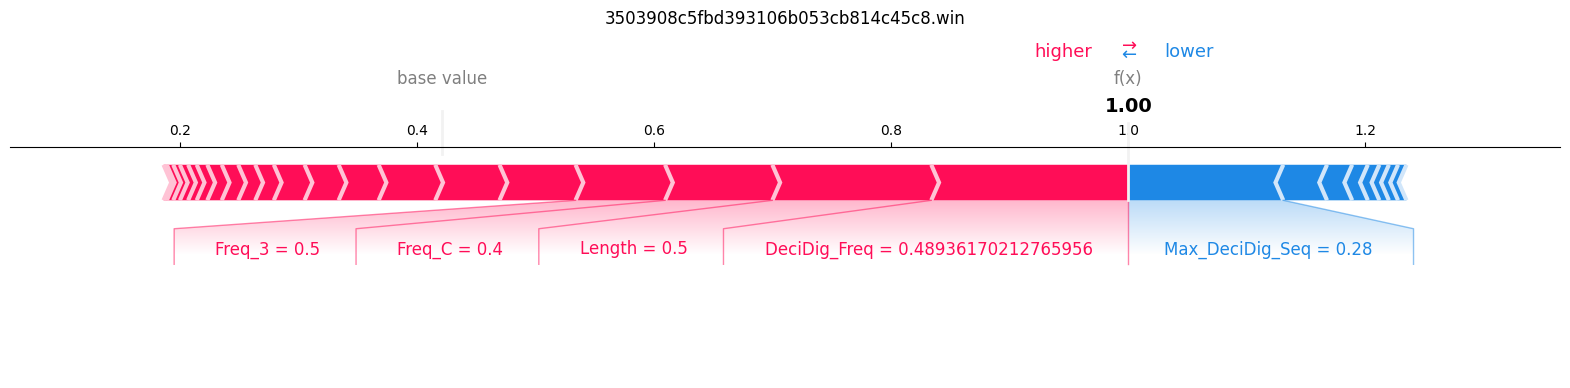 3503908c5fbd393106b053cb814c45c8.win
higher ⇄ lower
base value f(x)
1.00
0.2 0.4 0.6 0.8 1.0 1.2
Freq_3 = 0.5 Freq_C = 0.4 Length = 0.5 DeciDig_Freq = 0.48936170212765956 Max_DeciDig_Seq = 0.28